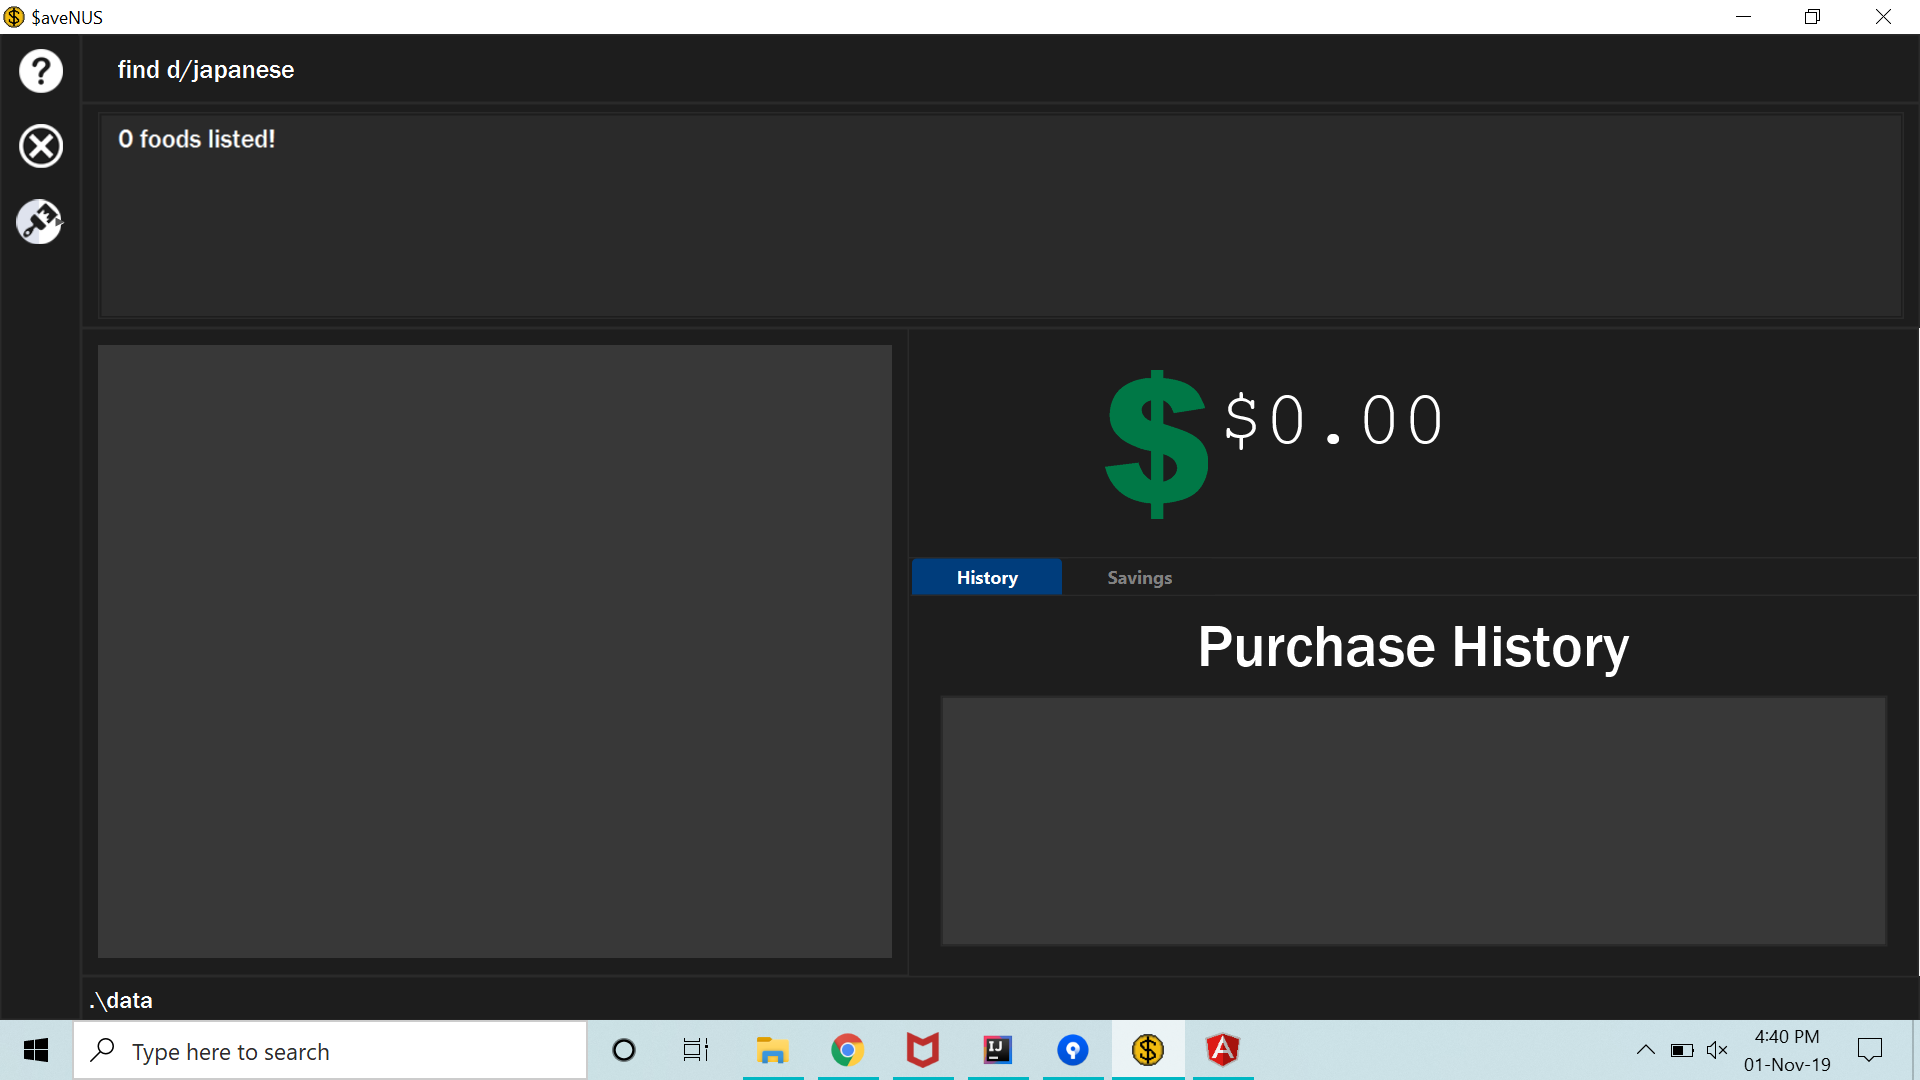 $aveNUS
find d/japanese
0 foods listed!
$0.00
History
Savings
Purchase History
.\data
Type here to search
4:40 PM
01-Nov-19